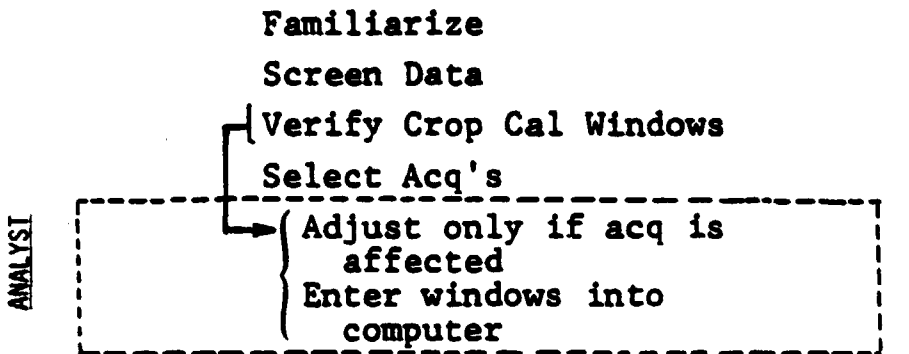 Familiarize
Screen Data
Verify Crop Cal Windows
Select Acq's
ANALYST
Adjust only if acq is
affected
Enter windows into
computer